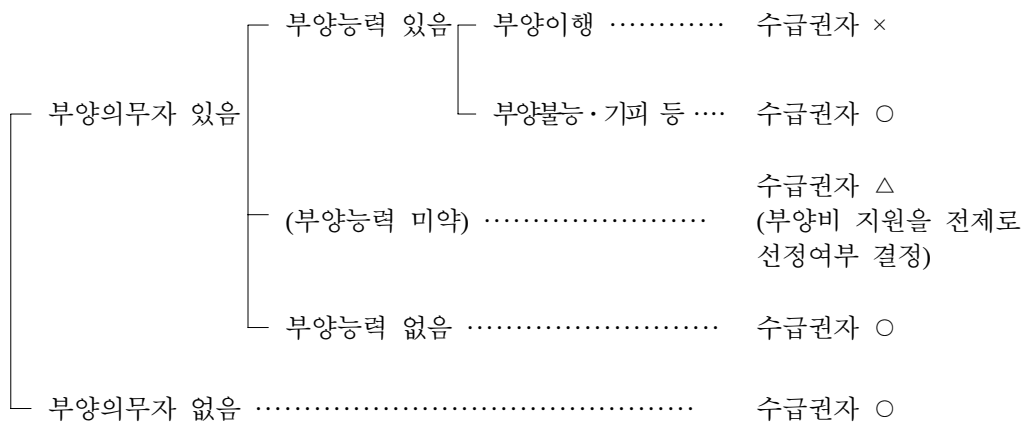 부양능력 있음 부양이행 ………… 수급권자 ×
부양의무자 있음 부양불능·기피 등 ···· 수급권자 ○
수급권자 △
(부양능력 미약) ····················· (부양비 지원을 전제로
선정여부 결정)
부양능력 없음 ························ 수급권자 ○
부양의무자 없음 ·········································· 수급권자 ○